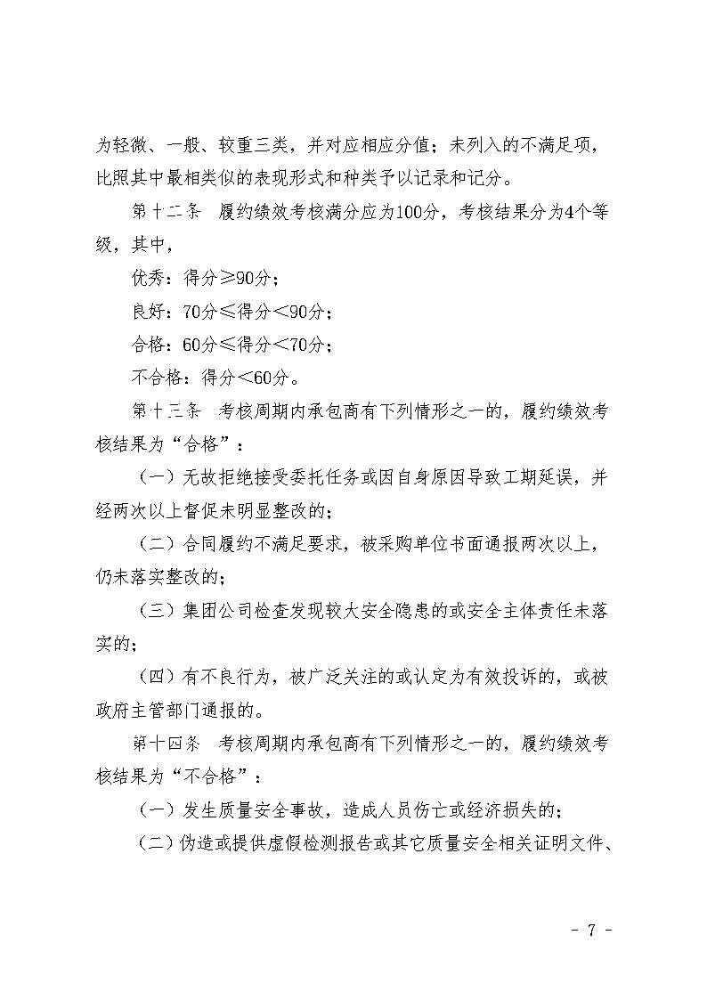 为轻微、一般、较重三类，并对应相应分值；未列入的不满足项，
比照其中最相类似的表现形式和种类予以记录和记分。
第十二条　履约绩效考核满分应为100分，考核结果分为4个等
级，其中，
优秀：得分≥90分；
良好：70分≤得分＜90分；
合格：60分≤得分＜70分；
不合格：得分＜60分。
第十三条　考核周期内承包商有下列情形之一的，履约绩效考
核结果为“合格”：
（一）无故拒绝接受委托任务或因自身原因导致工期延误，并
经两次以上督促未明显整改的；
（二）合同履约不满足要求，被采购单位书面通报两次以上，
仍未落实整改的；
（三）集团公司检查发现较大安全隐患的或安全主体责任未落
实的；
（四）有不良行为，被广泛关注的或认定为有效投诉的，或被
政府主管部门通报的。
第十四条　考核周期内承包商有下列情形之一的，履约绩效考
核结果为“不合格”：
（一）发生质量安全事故，造成人员伤亡或经济损失的；
（二）伪造或提供虚假检测报告或其它质量安全相关证明文件、
- 7 -